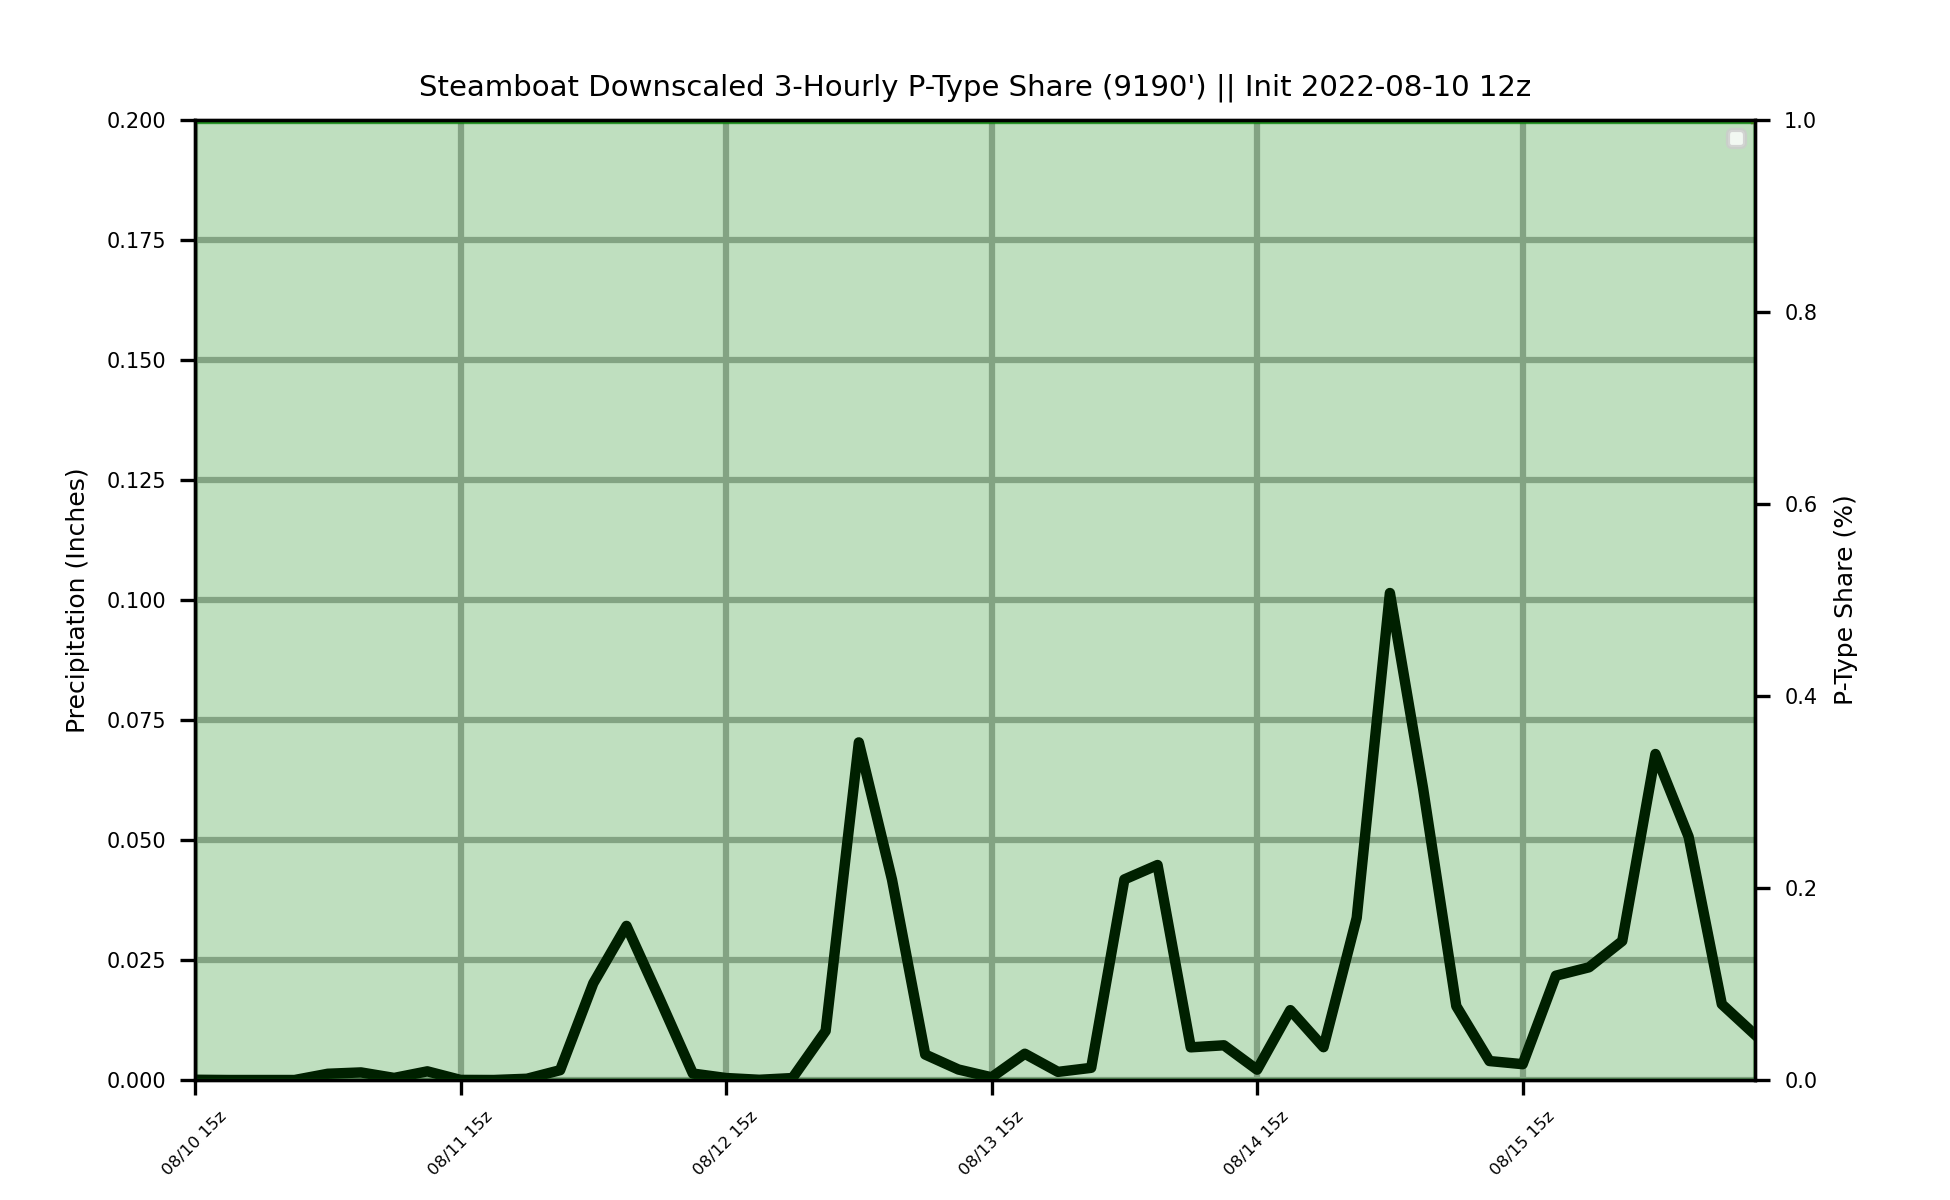 Steamboat Downscaled 3-Hourly P-Type Share (9190') || Init 2022-08-10 12z
0.200
0.175
0.150
0.125
0.100
0.075
0.050
0.025
0.000
Precipitation (Inches)
1.0
0.8
0.6
0.4
0.2
0.0
P-Type Share (%)
08/10 15z
08/11 15z
08/12 15z
08/13 15z
08/14 15z
08/15 15z